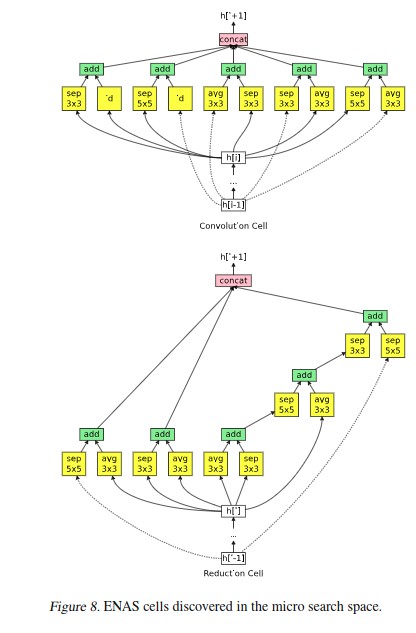 h['+1]
concat
add add add add add
sep 3x3 'd sep 5x5 'd avg 3x3 sep 3x3 sep 3x3 avg 3x3 sep 5x5 avg 3x3
h[i]
...
h[i-1]
Convolut'on Cell
h['+1]
concat
add
sep 3x3 sep 5x5
add
sep 5x5 avg 3x3
add add add
sep 5x5 avg 3x3 sep 3x3 avg 3x3 avg 3x3 sep 3x3
h[']
...
h['-1]
Reduct'on Cell
Figure 8. ENAS cells discovered in the micro search space.